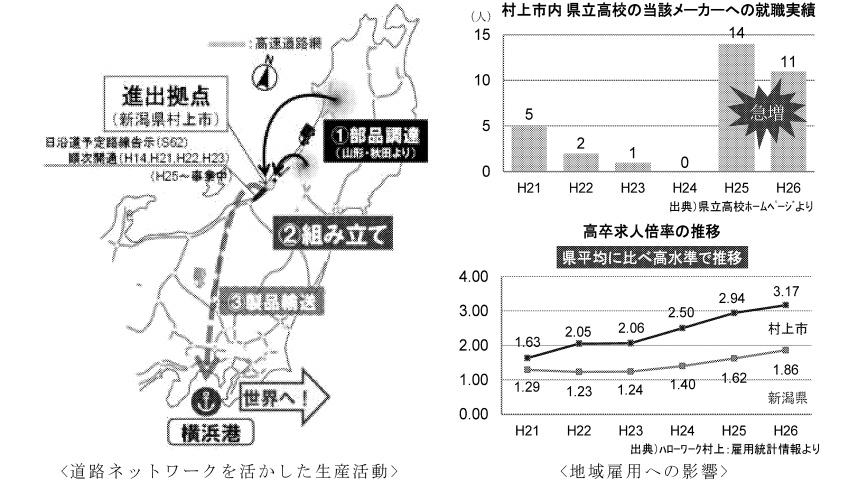 ：高速道路網
N
進出拠点
(新潟県村上市)
日沿道予定路線告示(S62)
順次開通(H14,H21,H22,H23)
(H25～事業中)
①部品調達
(山形・秋田より)
②組み立て
③製品輸送
世界へ！
横浜港
<道路ネットワークを活かした生産活動>
村上市内 県立高校の当該メーカーへの就職実績
(人)
15
10
5
0
5
2
1
0
14
11
急増
H21 H22 H23 H24 H25 H26
出典)県立高校ホームページより
高卒求人倍率の推移
県平均に比べ高水準で推移
4.00
3.00
2.00
1.00
0.00
1.63 2.05 2.06 2.50 2.94 3.17
村上市
1.29 1.23 1.24 1.40 1.62 1.86
新潟県
H21 H22 H23 H24 H25 H26
出典)ﾊﾛｰﾜｰｸ村上：雇用統計情報より
<地域雇用への影響>